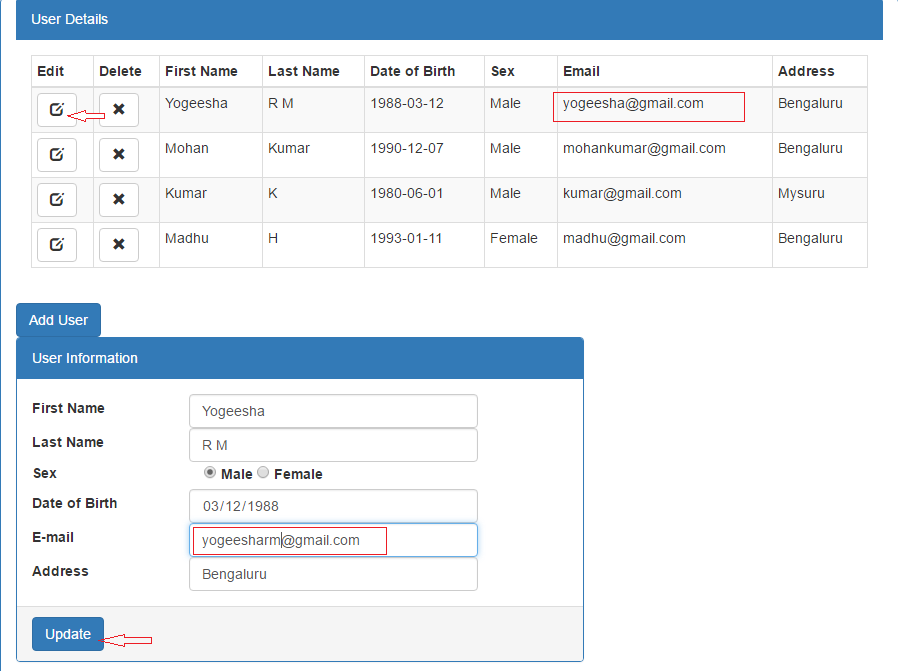 User Details
Edit Delete First Name Last Name Date of Birth Sex Email Address
Yogeesha R M 1988-03-12 Male yogeesha@gmail.com Bengaluru
Mohan Kumar 1990-12-07 Male mohankumar@gmail.com Bengaluru
Kumar K 1980-06-01 Male kumar@gmail.com Mysuru
Madhu H 1993-01-11 Female madhu@gmail.com Bengaluru
Add User
User Information
First Name Yogeesha
Last Name R M
Sex Male Female
Date of Birth 03/12/1988
E-mail yogeesharm@gmail.com
Address Bengaluru
Update